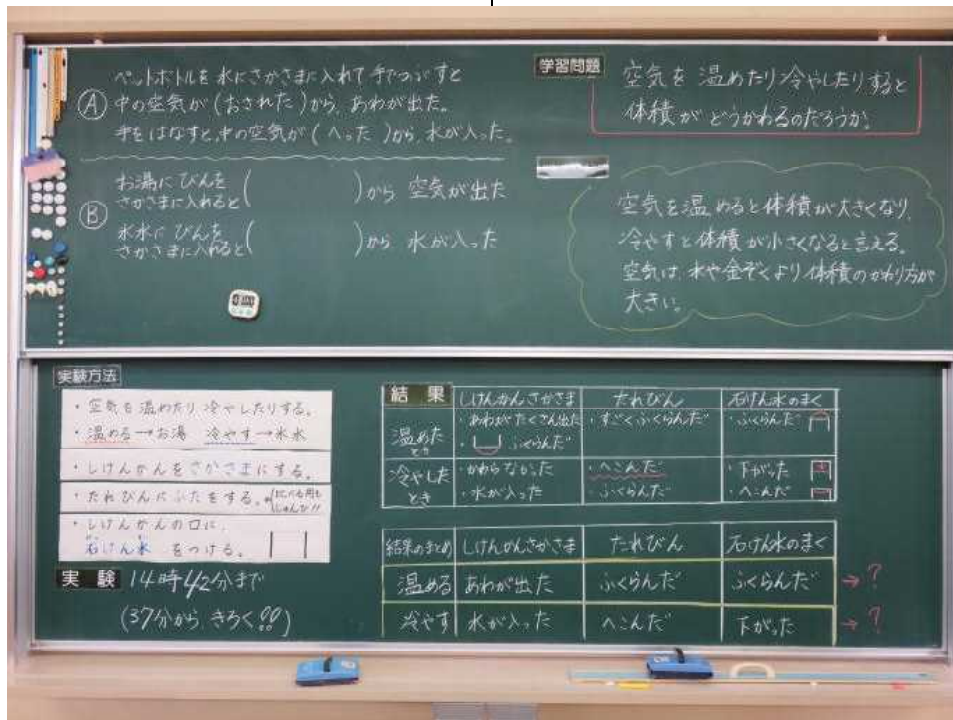 ペットボトルを水にさかさまに入れて手でつぶすと
Ⓐ 中の空気が(おされた)から、あわが出た。
手をはなすと、中の空気が(へった)から、水が入った。
お湯にびんを
さかさまに入れると( )から 空気が出た
Ⓑ
氷水にびんを
さかさまに入れると( )から 水が入った
学習問題
空気を温めたり冷やしたりすると
体積がどうかわるのだろうか。
空気を温めると体積が大きくなり、
冷やすと体積が小さくなると言える。
空気は水や金ぞくより体積のかわり方が
大きい。
実験方法
・空気を温めたり冷やしたりする。
・温める→お湯 冷やす→氷水
・しけんかんをさかさまにする。
・たれびんにふたをする。
・しけんかんの口に
石けん水をつける。
実験 14時42分まで
(37分から きろく!!)
結果 しけんかんさかさま たれびん 石けん水のまく
温めたとき ・あわがたくさん出た ・すごくふくらんだ ・ふくらんだ
・ふくらんだ
冷やしたとき ・かわらなかった ・へこんだ ・下がった
・水が入った ・ふくらんだ ・へこんだ
結果のまとめ しけんかんさかさま たれびん 石けん水のまく
温める あわが出た ふくらんだ ふくらんだ →?
冷やす 水が入った へこんだ 下がった →?